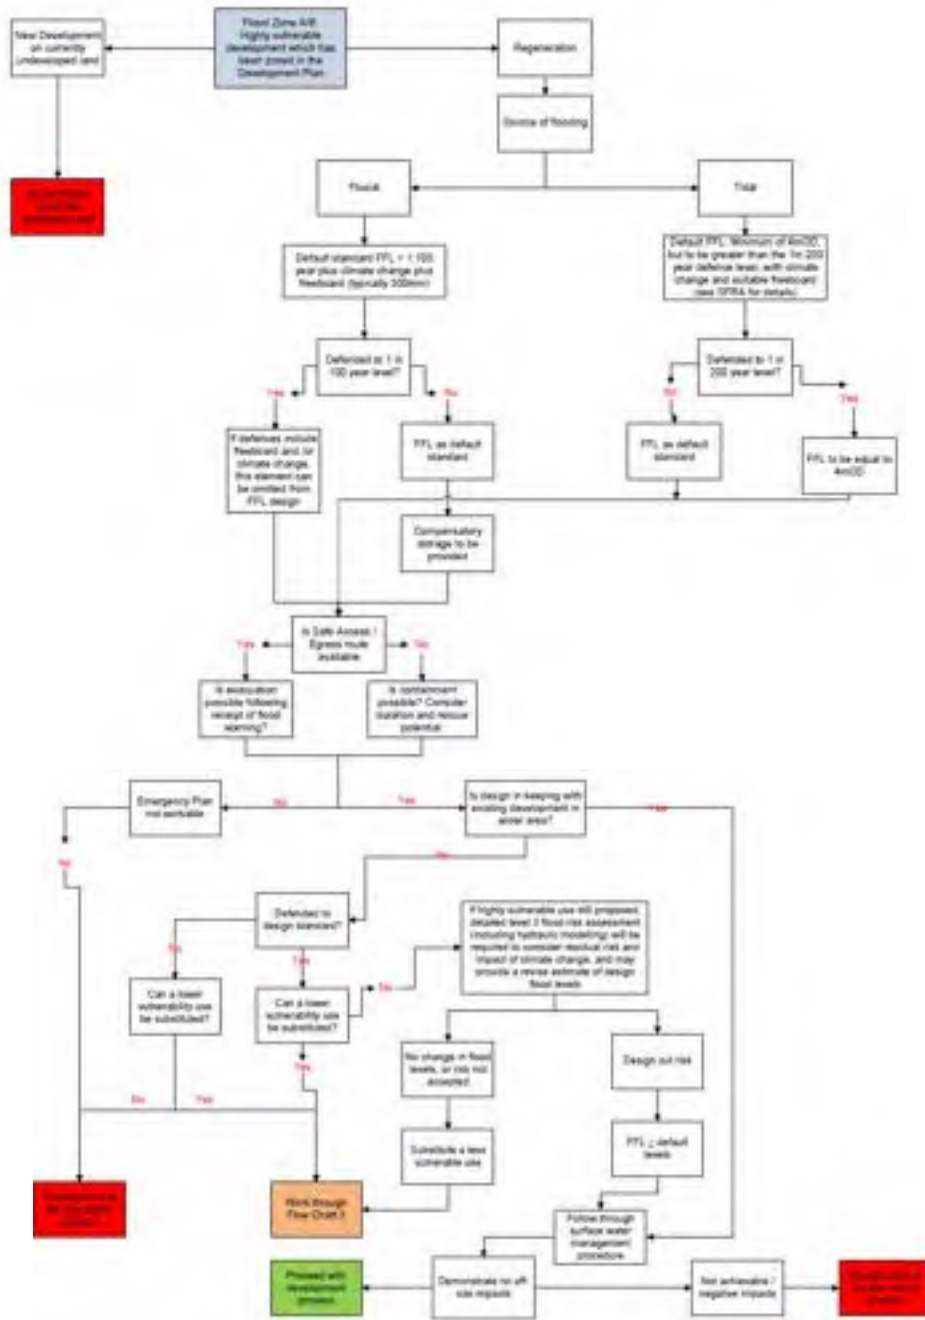 New Development
on currently
undeveloped land
Flood Zone A/B
Highly vulnerable
development which has
been zoned in the
Development Plan
Regeneration
Source of flooding
Fluvial
Tidal
Default standard FFL = 1:100
year plus climate change plus
freeboard (typically 300mm)
Default FFL: Minimum of 4mOD,
but to be greater than the 1in 200
year defence level, with climate
change and suitable freeboard
(see SFRA for details)
Defended to 1 in
100 year level?
Defended to 1 in
200 year level?
Yes
No
No
Yes
If defences include
freeboard and /or
climate change,
this element can
be omitted from
FFL design
FFL as default
standard
FFL as default
standard
FFL to be equal to
4mOD
Compensatory
storage to be
provided
Is Safe Access /
Egress route
available
Yes
No
Is evacuation
possible following
receipt of flood
warning?
Is containment
possible? Consider
duration and rescue
potential
Emergency Plan
not workable
No
Yes
Is design in keeping with
existing development in
wider area?
Yes
No
No
Defended to
design standard?
If highly vulnerable use still proposed,
detailed level flood risk assessment
(including hydraulic modelling) will be
required to consider residual risk and
impact of climate change, and may
provide a revise estimate of design
flood levels
No
Yes
No
Can a lower
vulnerability use
be substituted?
Can a lower
vulnerability use
be substituted?
Yes
No change in flood
levels, or risk not
accepted
Design out risk
No
Yes
Substitute a less
vulnerable use
FFL default
levels
Work through
Flow Chart
Follow through
surface water
management
procedure
Proceed with
development
process
Demonstrate no off-
site impacts
Not achievable /
negative impacts